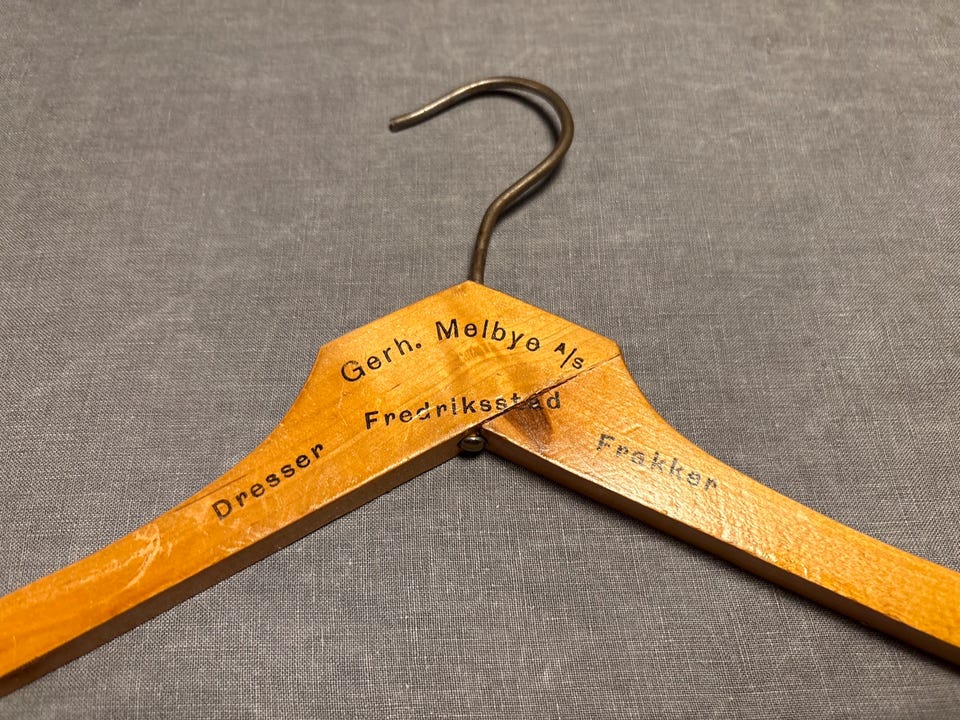 Gerh. Melbye A/S
Fredriksstad
Dresser
Frakker